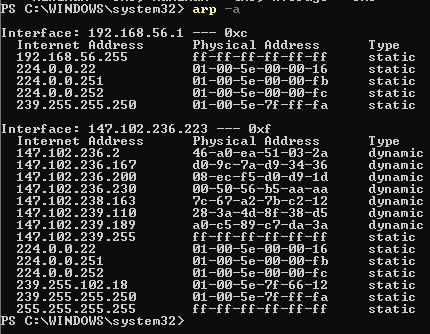 PS C:\WINDOWS\system32> arp -a
Interface: 192.168.56.1 --- 0xc
Internet Address Physical Address Type
192.168.56.255 ff-ff-ff-ff-ff-ff static
224.0.0.22 01-00-5e-00-00-16 static
224.0.0.251 01-00-5e-00-00-fb static
224.0.0.252 01-00-5e-00-00-fc static
239.255.255.250 01-00-5e-7f-ff-fa static
Interface: 147.102.236.223 --- 0xf
Internet Address Physical Address Type
147.102.236.2 46-a0-ea-51-03-2a dynamic
147.102.236.167 d0-9c-7a-d9-34-36 dynamic
147.102.236.200 08-ec-f5-d0-d9-1d dynamic
147.102.236.230 00-50-56-b5-aa-aa dynamic
147.102.238.163 7c-67-a2-7b-c2-12 dynamic
147.102.239.110 28-3a-4d-8f-38-d5 dynamic
147.102.239.189 a0-c5-89-c7-da-3a dynamic
147.102.239.255 ff-ff-ff-ff-ff-ff static
224.0.0.22 01-00-5e-00-00-16 static
224.0.0.251 01-00-5e-00-00-fb static
224.0.0.252 01-00-5e-00-00-fc static
239.255.102.18 01-00-5e-7f-66-12 static
239.255.255.250 01-00-5e-7f-ff-fa static
255.255.255.255 ff-ff-ff-ff-ff-ff static
PS C:\WINDOWS\system32>